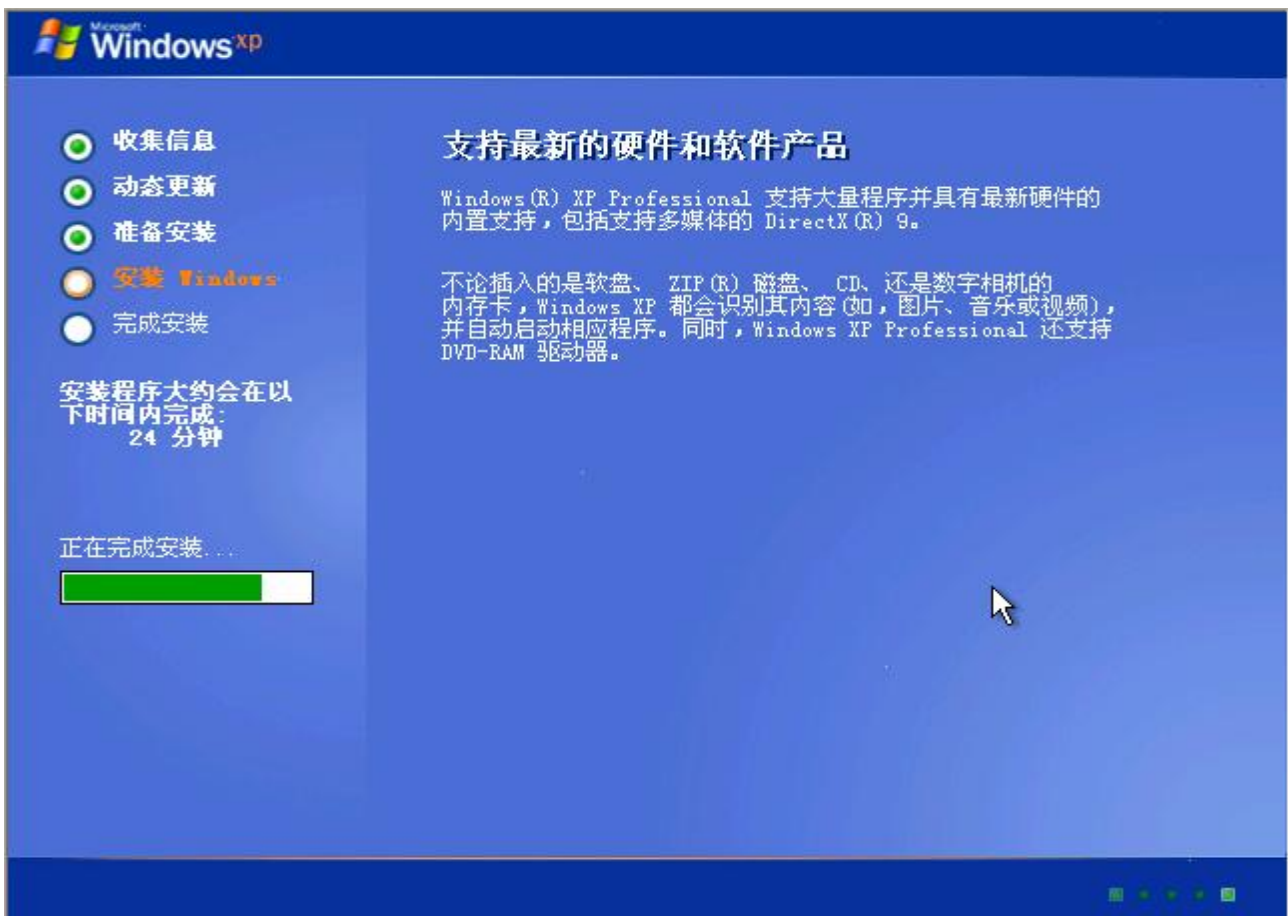 Microsoft
Windows xp
收集信息
动态更新
准备安装
安装 Windows
完成安装
安装程序大约会在以
下时间内完成:
24 分钟
正在完成安装...
支持最新的硬件和软件产品
Windows(R) XP Professional 支持大量程序并具有最新硬件的
内置支持，包括支持多媒体的 DirectX(R) 9。
不论插入的是软盘、 ZIP(R) 磁盘、 CD、还是数字相机的
内存卡，Windows XP 都会识别其内容(如，图片、音乐或视频)，
并自动启动相应程序。同时，Windows XP Professional 还支持
DVD-RAM 驱动器。